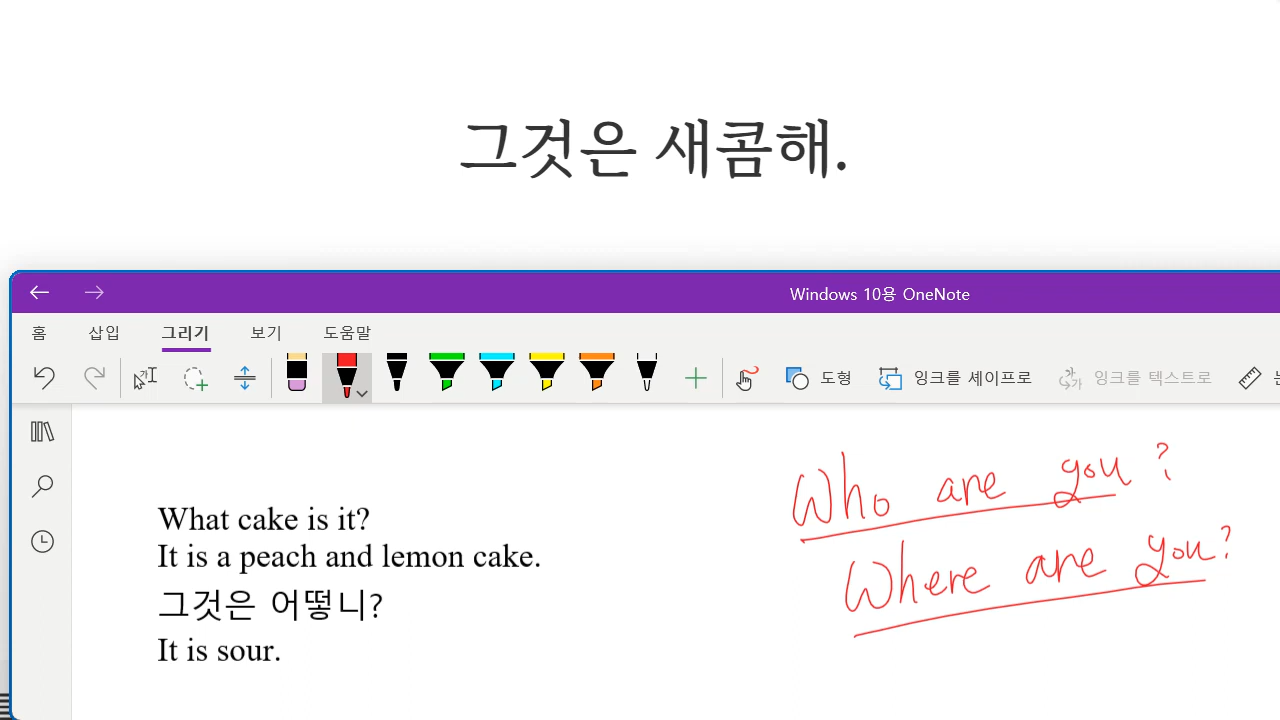 그것은 새콤해.
Windows 10용 OneNote
홈 삽입 그리기 보기 도움말
가 도형 잉크를 셰이프로 잉크를 텍스트로
What cake is it?
It is a peach and lemon cake.
그것은 어떻니?
It is sour.
Who are you?
Where are you?